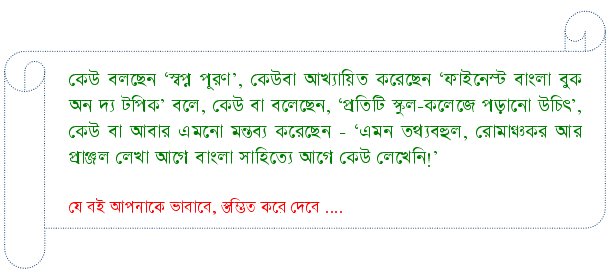 কেউ বলছেন ‘স্বপ্ন পুরণ’, কেউবা আখ্যায়িত করেছেন ‘ফাইনেস্ট বাংলা বুক
অন দ্য টপিক’ বলে, কেউ বা বলেছেন, ‘প্রতিটি স্কুল-কলেজে পড়ানো উচিৎ’,
কেউ বা আবার এমনো মন্তব্য করেছেন - ‘এমন তথ্যবহুল, রোমাঞ্চকর আর
প্রাঞ্জল লেখা আগে বাংলা সাহিত্যে আগে কেউ লেখেনি!’
যে বই আপনাকে ভাবাবে, স্তম্ভিত করে দেবে ....